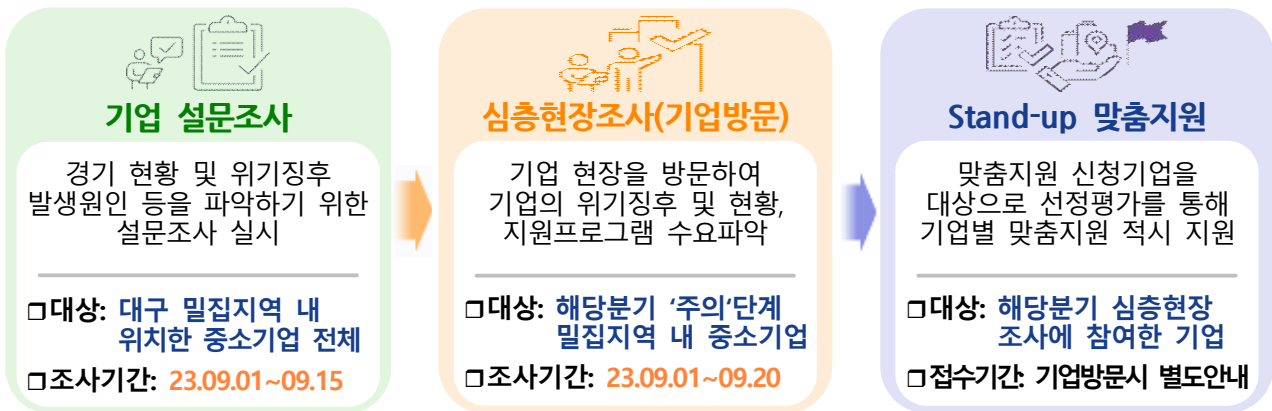 기업 설문조사
경기 현황 및 위기징후
발생원인 등을 파악하기 위한
설문조사 실시
□대상: 대구 밀집지역 내
위치한 중소기업 전체
□조사기간: 23.09.01~09.15
심층현장조사(기업방문)
기업 현장을 방문하여
기업의 위기징후 및 현황,
지원프로그램 수요파악
□대상: 해당분기 ‘주의‘단계
밀집지역 내 중소기업
□조사기간: 23.09.01~09.20
Stand-up 맞춤지원
맞춤지원 신청기업을
대상으로 선정평가를 통해
기업별 맞춤지원 적시 지원
□대상: 해당분기 심층현장
조사에 참여한 기업
□접수기간: 기업방문시 별도안내